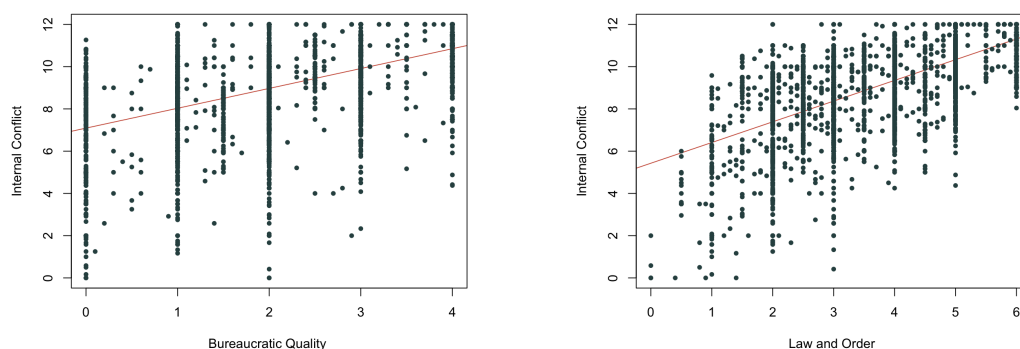 12
10
8
6
4
2
0
Internal Conflict
0 1 2 3 4
Bureaucratic Quality
12
10
8
6
4
2
0
Internal Conflict
0 1 2 3 4 5 6
Law and Order